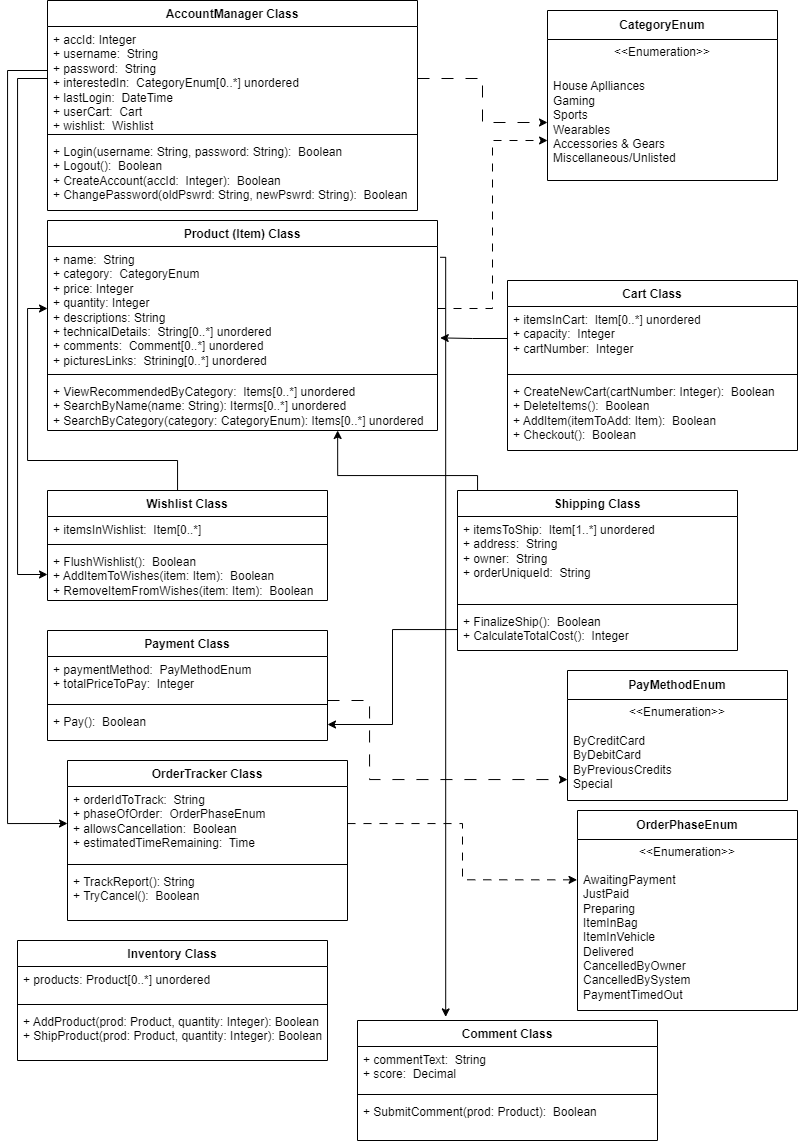 AccountManager Class
+ accId: Integer
+ username: String
+ password: String
+ interestedIn: CategoryEnum[0..*] unordered
+ lastLogin: DateTime
+ userCart: Cart
+ wishlist: Wishlist
+ Login(username: String, password: String): Boolean
+ Logout(): Boolean
+ CreateAccount(accId: Integer): Boolean
+ ChangePassword(oldPswrd: String, newPswrd: String): Boolean
CategoryEnum
<<Enumeration>>
House Aplliances
Gaming
Sports
Wearables
Accessories & Gears
Miscellaneous/Unlisted
Product (Item) Class
+ name: String
+ category: CategoryEnum
+ price: Integer
+ quantity: Integer
+ descriptions: String
+ technicalDetails: String[0..*] unordered
+ comments: Comment[0..*] unordered
+ picturesLinks: Strining[0..*] unordered
+ ViewRecommendedByCategory: Items[0..*] unordered
+ SearchByName(name: String): Iterms[0..*] unordered
+ SearchByCategory(category: CategoryEnum): Items[0..*] unordered
Cart Class
+ itemsInCart: Item[0..*] unordered
+ capacity: Integer
+ cartNumber: Integer
+ CreateNewCart(cartNumber: Integer): Boolean
+ DeleteItems(): Boolean
+ AddItem(itemToAdd: Item): Boolean
+ Checkout(): Boolean
Wishlist Class
+ itemsInWishlist: Item[0..*]
+ FlushWishlist(): Boolean
+ AddItemToWishes(item: Item): Boolean
+ RemoveItemFromWishes(item: Item): Boolean
Shipping Class
+ itemsToShip: Item[1..*] unordered
+ address: String
+ owner: String
+ orderUniqueId: String
+ FinalizeShip(): Boolean
+ CalculateTotalCost(): Integer
Payment Class
+ paymentMethod: PayMethodEnum
+ totalPriceToPay: Integer
+ Pay(): Boolean
PayMethodEnum
<<Enumeration>>
ByCreditCard
ByDebitCard
ByPreviousCredits
Special
OrderTracker Class
+ orderIdToTrack: String
+ phaseOfOrder: OrderPhaseEnum
+ allowsCancellation: Boolean
+ estimatedTimeRemaining: Time
+ TrackReport(): String
+ TryCancel(): Boolean
OrderPhaseEnum
<<Enumeration>>
AwaitingPayment
JustPaid
Preparing
ItemInBag
ItemInVehicle
Delivered
CancelledByOwner
CancelledBySystem
PaymentTimedOut
Inventory Class
+ products: Product[0..*] unordered
+ AddProduct(prod: Product, quantity: Integer): Boolean
+ ShipProduct(prod: Product, quantity: Integer): Boolean
Comment Class
+ commentText: String
+ score: Decimal
+ SubmitComment(prod: Product): Boolean